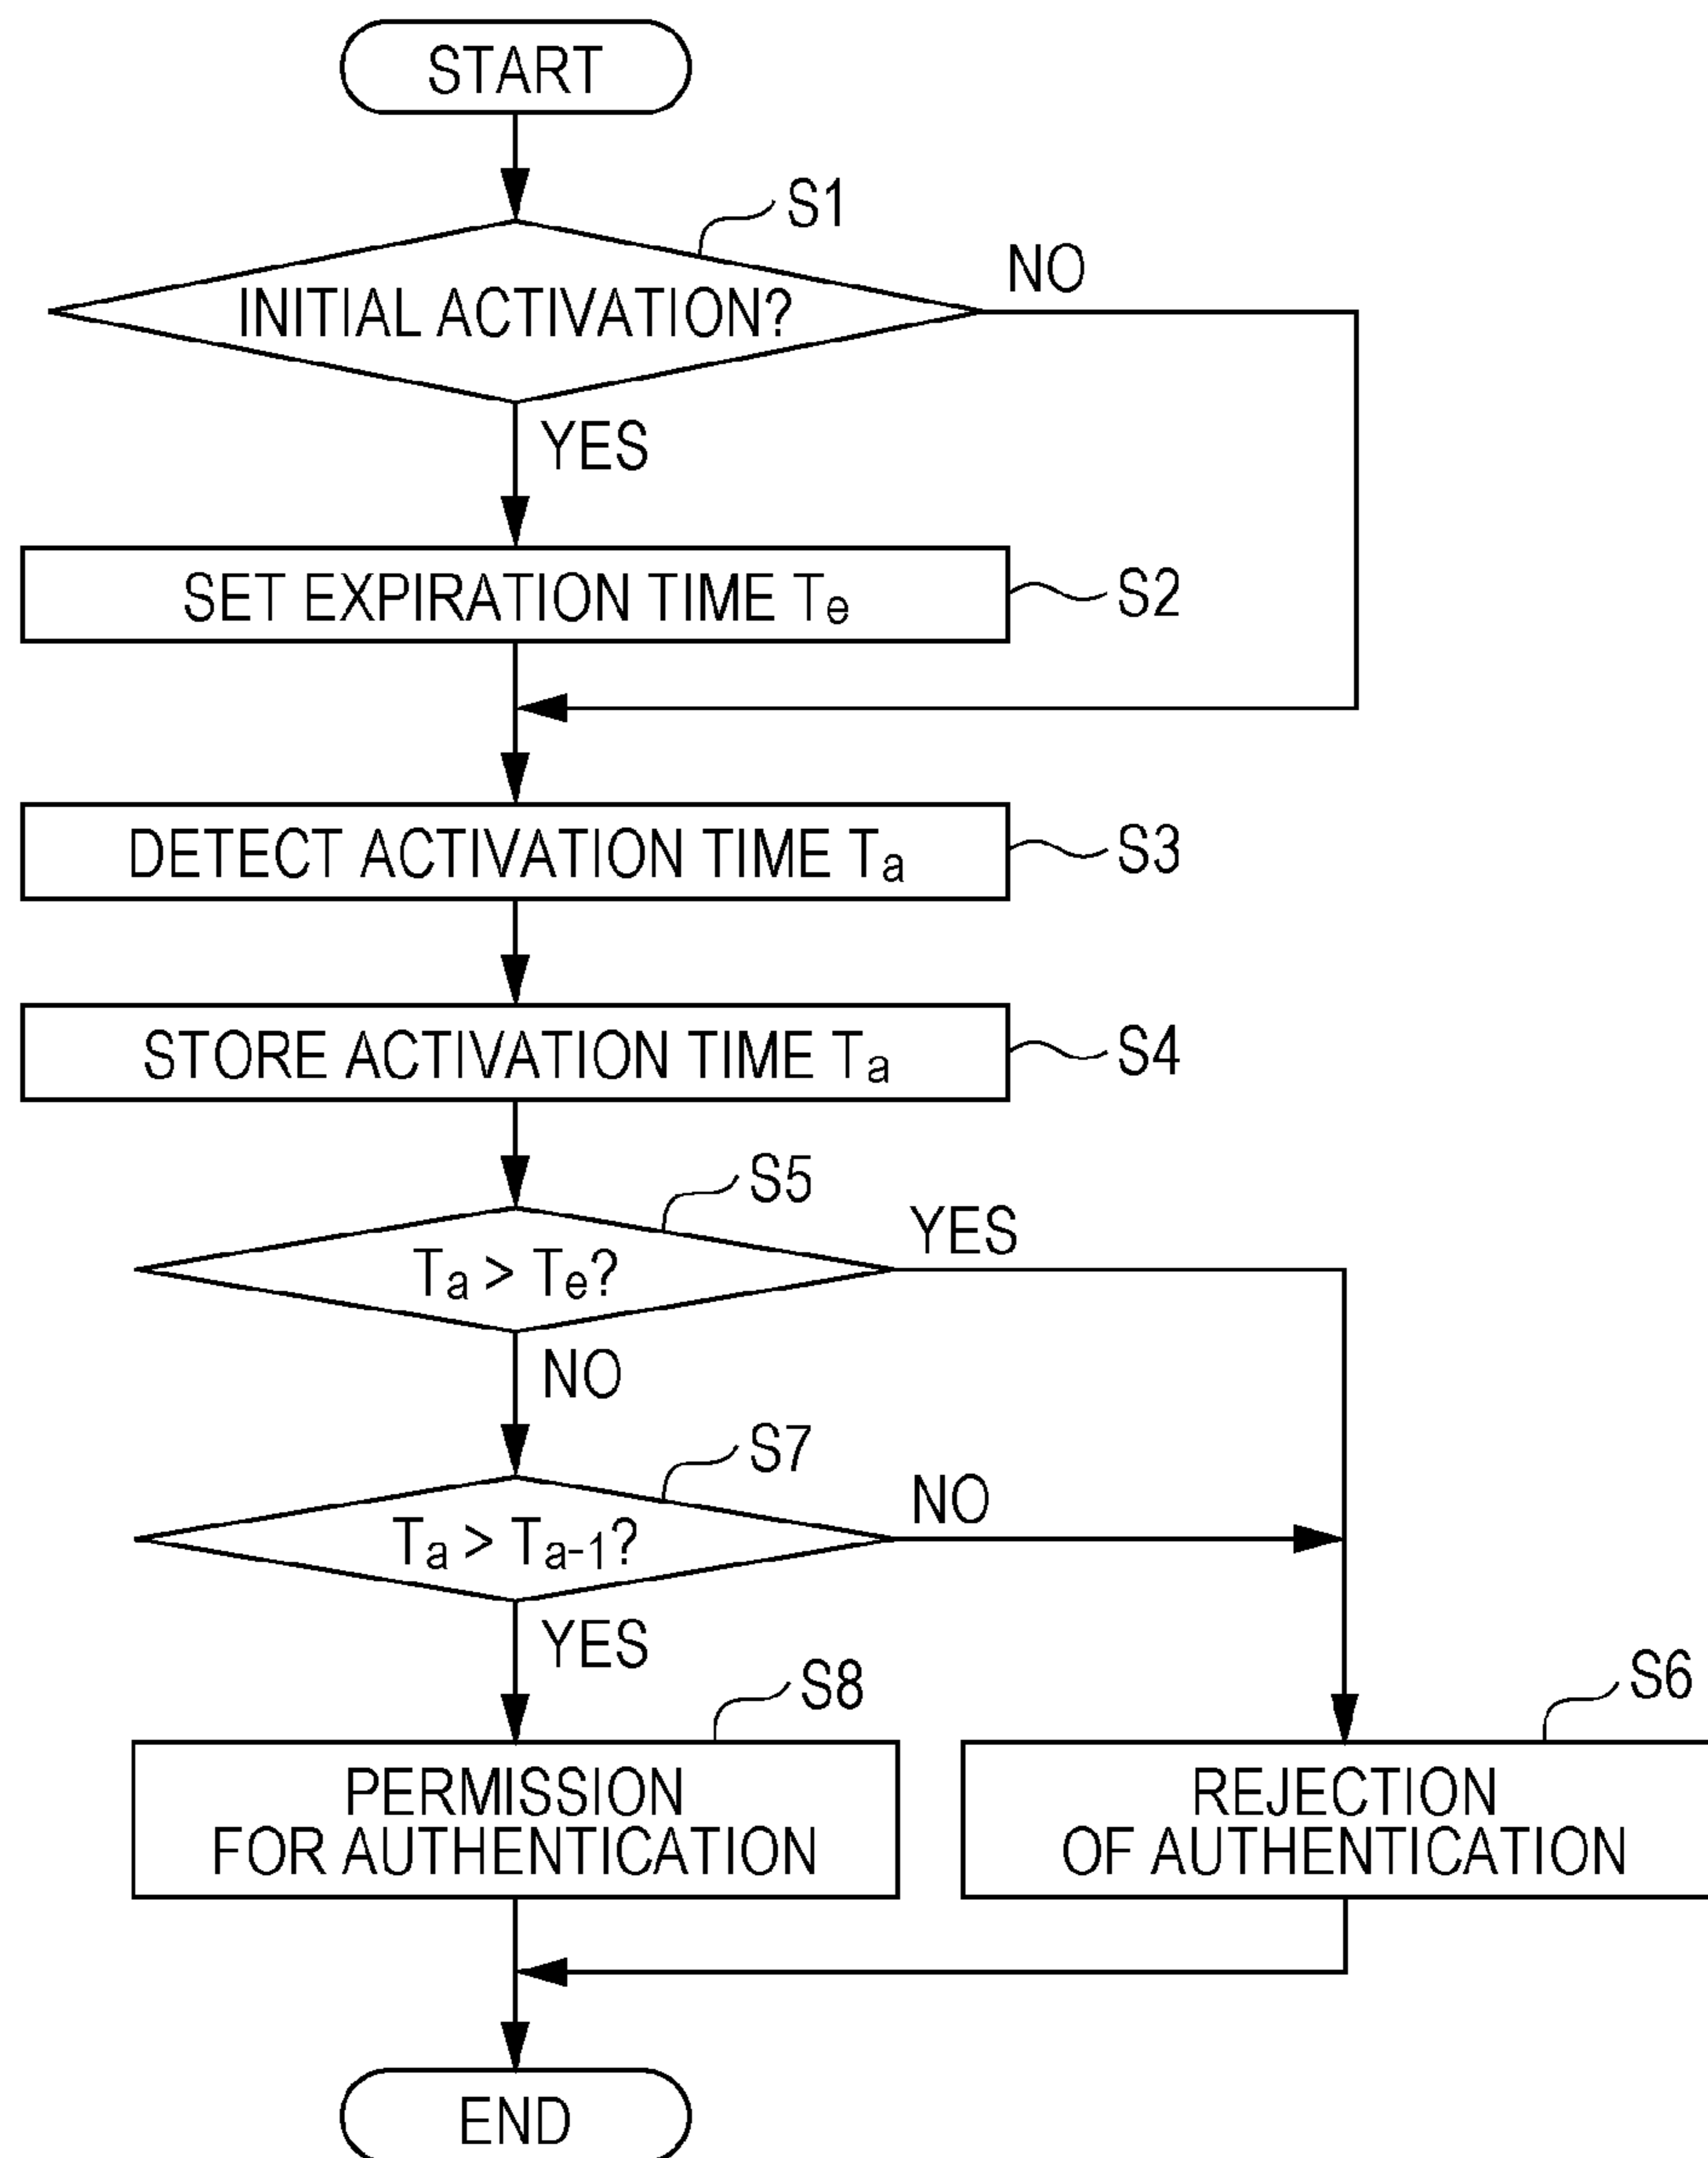 START
S1
INITIAL ACTIVATION?
NO
YES
SET EXPIRATION TIME Te
S2
DETECT ACTIVATION TIME Ta
S3
STORE ACTIVATION TIME Ta
S4
S5
Ta > Te?
YES
NO
S7
Ta > Ta-1?
NO
YES
S8
S6
PERMISSION
FOR AUTHENTICATION
REJECTION
OF AUTHENTICATION
END